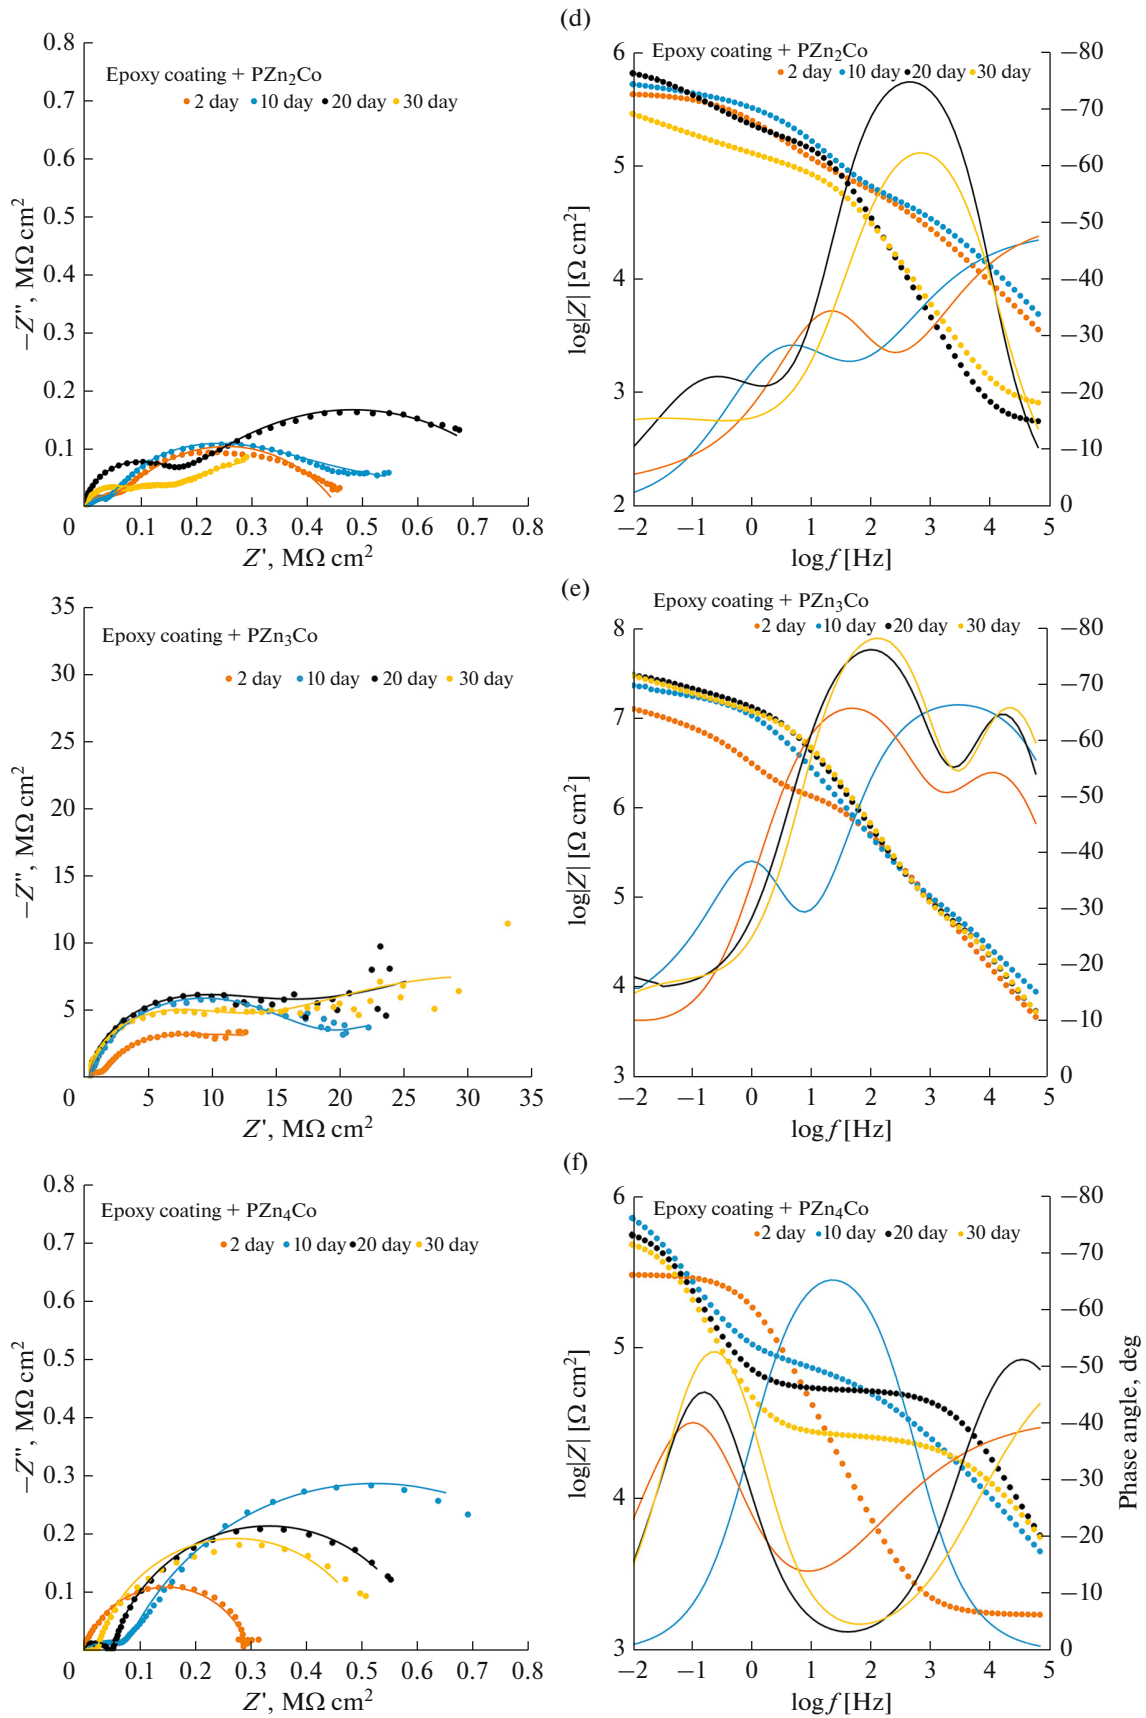 (d)
0.8
Epoxy coating + PZn2Co
2 day 10 day 20 day 30 day
0.7
0.6
0.5
0.4
0.3
0.2
0.1
0
0.1 0.2 0.3 0.4 0.5 0.6 0.7 0.8
Z', MΩ cm2
−Z'', MΩ cm2
Epoxy coating + PZn2Co
2 day 10 day 20 day 30 day
6
5
4
3
2
−2 −1 0 1 2 3 4 5
log f [Hz]
log|Z| [Ω cm2]
−80
−70
−60
−50
−40
−30
−20
−10
0
(e)
35
Epoxy coating + PZn3Co
2 day 10 day 20 day 30 day
30
25
20
15
10
5
0
5 10 15 20 25 30 35
Z', MΩ cm2
−Z'', MΩ cm2
Epoxy coating + PZn3Co
2 day 10 day 20 day 30 day
8
7
6
5
4
3
−2 −1 0 1 2 3 4 5
log f [Hz]
log|Z| [Ω cm2]
−80
−70
−60
−50
−40
−30
−20
−10
0
(f)
0.8
Epoxy coating + PZn4Co
2 day 10 day 20 day 30 day
0.7
0.6
0.5
0.4
0.3
0.2
0.1
0
0.1 0.2 0.3 0.4 0.5 0.6 0.7 0.8
Z', MΩ cm2
−Z'', MΩ cm2
Epoxy coating + PZn4Co
2 day 10 day 20 day 30 day
6
5
4
3
−2 −1 0 1 2 3 4 5
log f [Hz]
log|Z| [Ω cm2]
−80
−70
−60
−50
−40
−30
−20
−10
0
Phase angle, deg